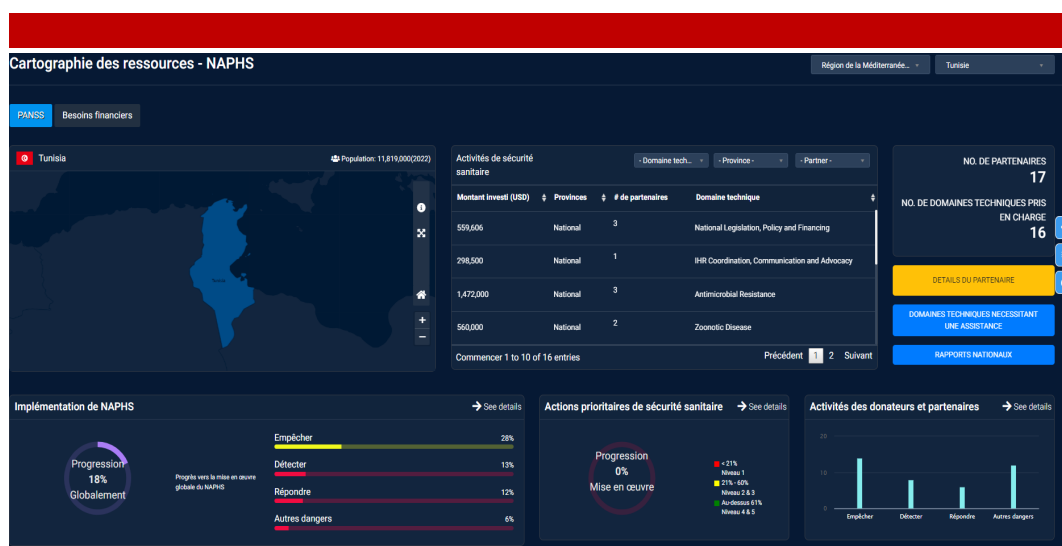 Cartographie des ressources - NAPHS
Région de la Méditerranée...
Tunisie
PANSS
Besoins financiers
Tunisia
Population: 11,819,000(2022)
Tunisia
Activités de sécurité
sanitaire
- Domaine tech...
- Province -
- Partner -
Montant investi (USD)
Provinces
# de partenaires
Domaine technique
559,606
National
3
National Legislation, Policy and Financing
298,500
National
1
IHR Coordination, Communication and Advocacy
1,472,000
National
3
Antimicrobial Resistance
560,000
National
2
Zoonotic Disease
Commencer 1 to 10 of 16 entries
Précédent 1 2 Suivant
NO. DE PARTENAIRES
17
NO. DE DOMAINES TECHNIQUES PRIS
EN CHARGE
16
DETAILS DU PARTENAIRE
DOMAINES TECHNIQUES NECESSITANT
UNE ASSISTANCE
RAPPORTS NATIONAUX
Implémentation de NAPHS
See details
Progression
18%
Globalement
Progrès vers la mise en œuvre
globale du NAPHS
Empêcher
28%
Détecter
13%
Répondre
12%
Autres dangers
6%
Actions prioritaires de sécurité sanitaire
See details
Progression
0%
Mise en œuvre
< 21%
Niveau 1
21% - 60%
Niveau 2 & 3
Au-dessus 61%
Niveau 4 & 5
Activités des donateurs et partenaires
See details
20
10
0
Empêcher
Détecter
Répondre
Autres dangers